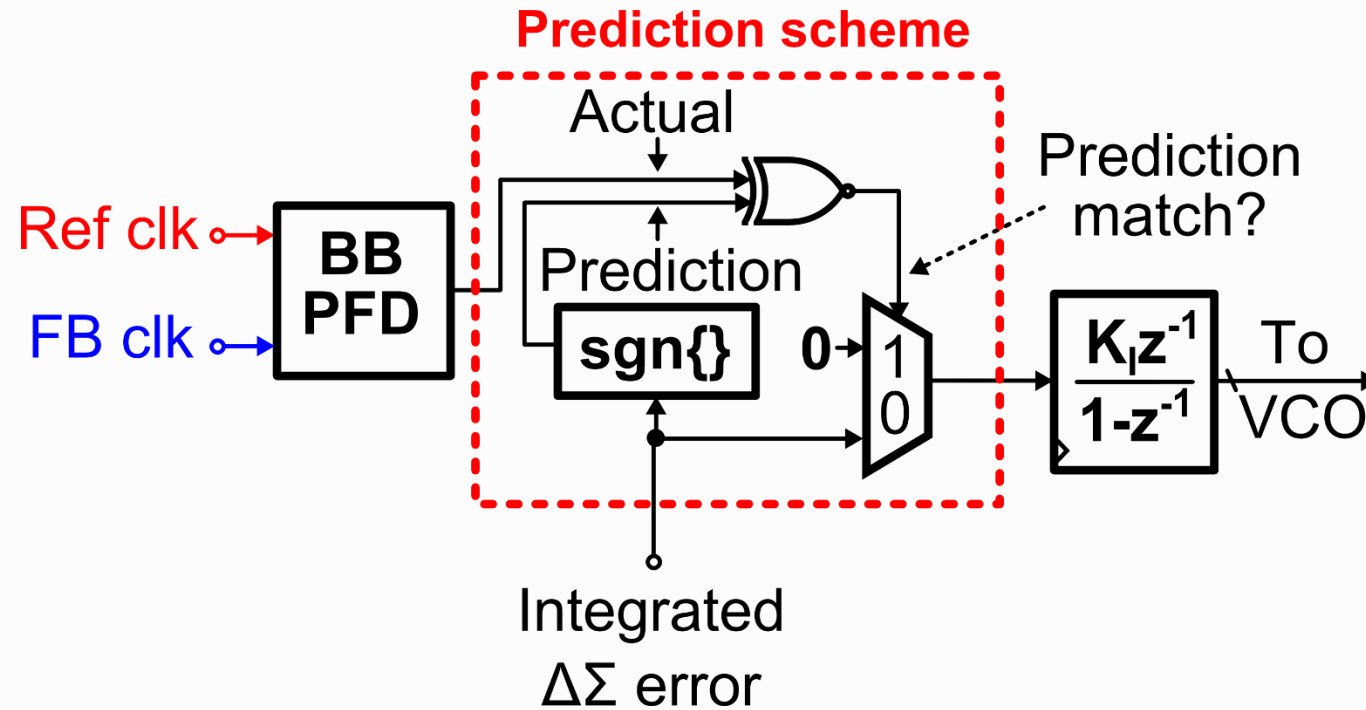 Prediction scheme
Actual
Prediction
match?
Ref clk
BB
PFD
FB clk
Prediction
sgn{}
0
1
0
K_I z⁻¹
1-z⁻¹
To
VCO
Integrated
ΔΣ error